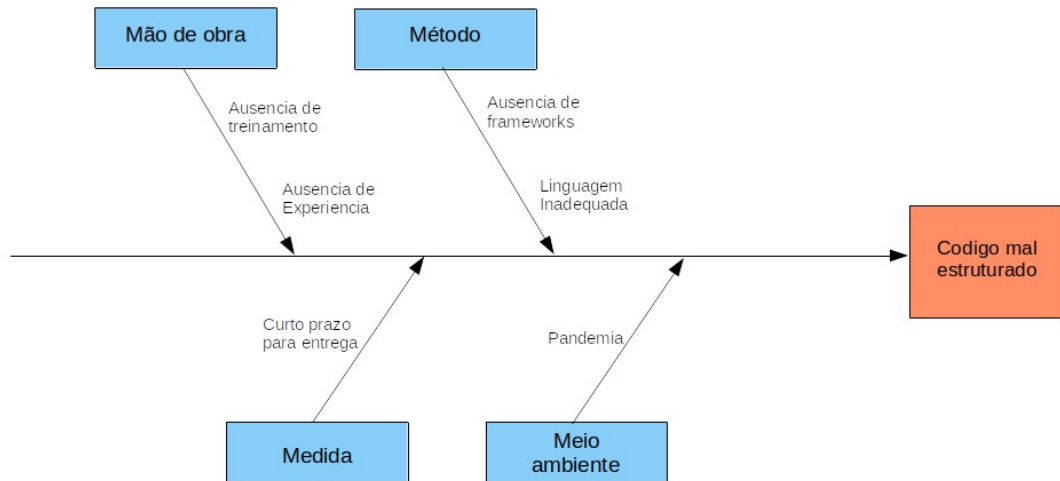 Mão de obra
Método
Ausencia de
treinamento
Ausencia de
frameworks
Ausencia de
Experiencia
Linguagem
Inadequada
Codigo mal
estruturado
Curto prazo
para entrega
Pandemia
Medida
Meio
ambiente